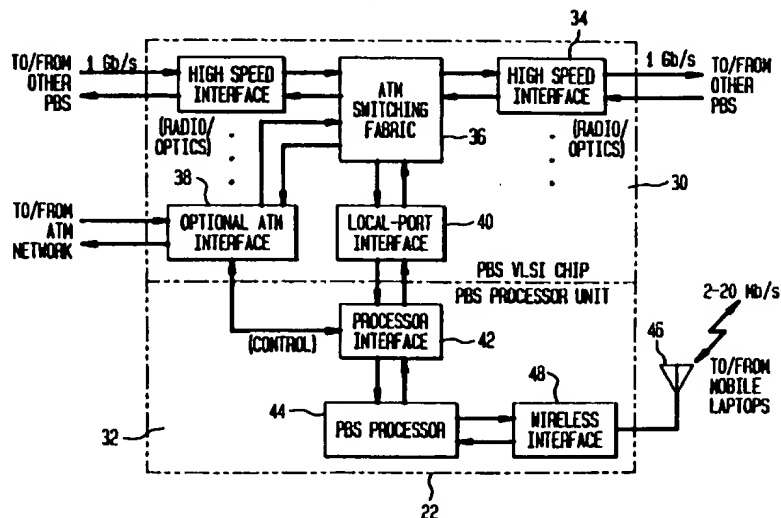 34
TO/FROM
OTHER
PBS
1 Gb/s
HIGH SPEED
INTERFACE
ATM
SWITCHING
FABRIC
HIGH SPEED
INTERFACE
1 Gb/s
TO/FROM
OTHER
PBS
(RADIO/
OPTICS)
36
(RADIO/
OPTICS)
38
30
TO/FROM
ATM
NETWORK
OPTIONAL ATM
INTERFACE
LOCAL-PORT
INTERFACE
40
PBS VLSI CHIP
PBS PROCESSOR UNIT
2-20 Mb/s
(CONTROL)
PROCESSOR
INTERFACE
42
46
TO/FROM
MOBILE
LAPTOPS
44
48
32
PBS PROCESSOR
WIRELESS
INTERFACE
22